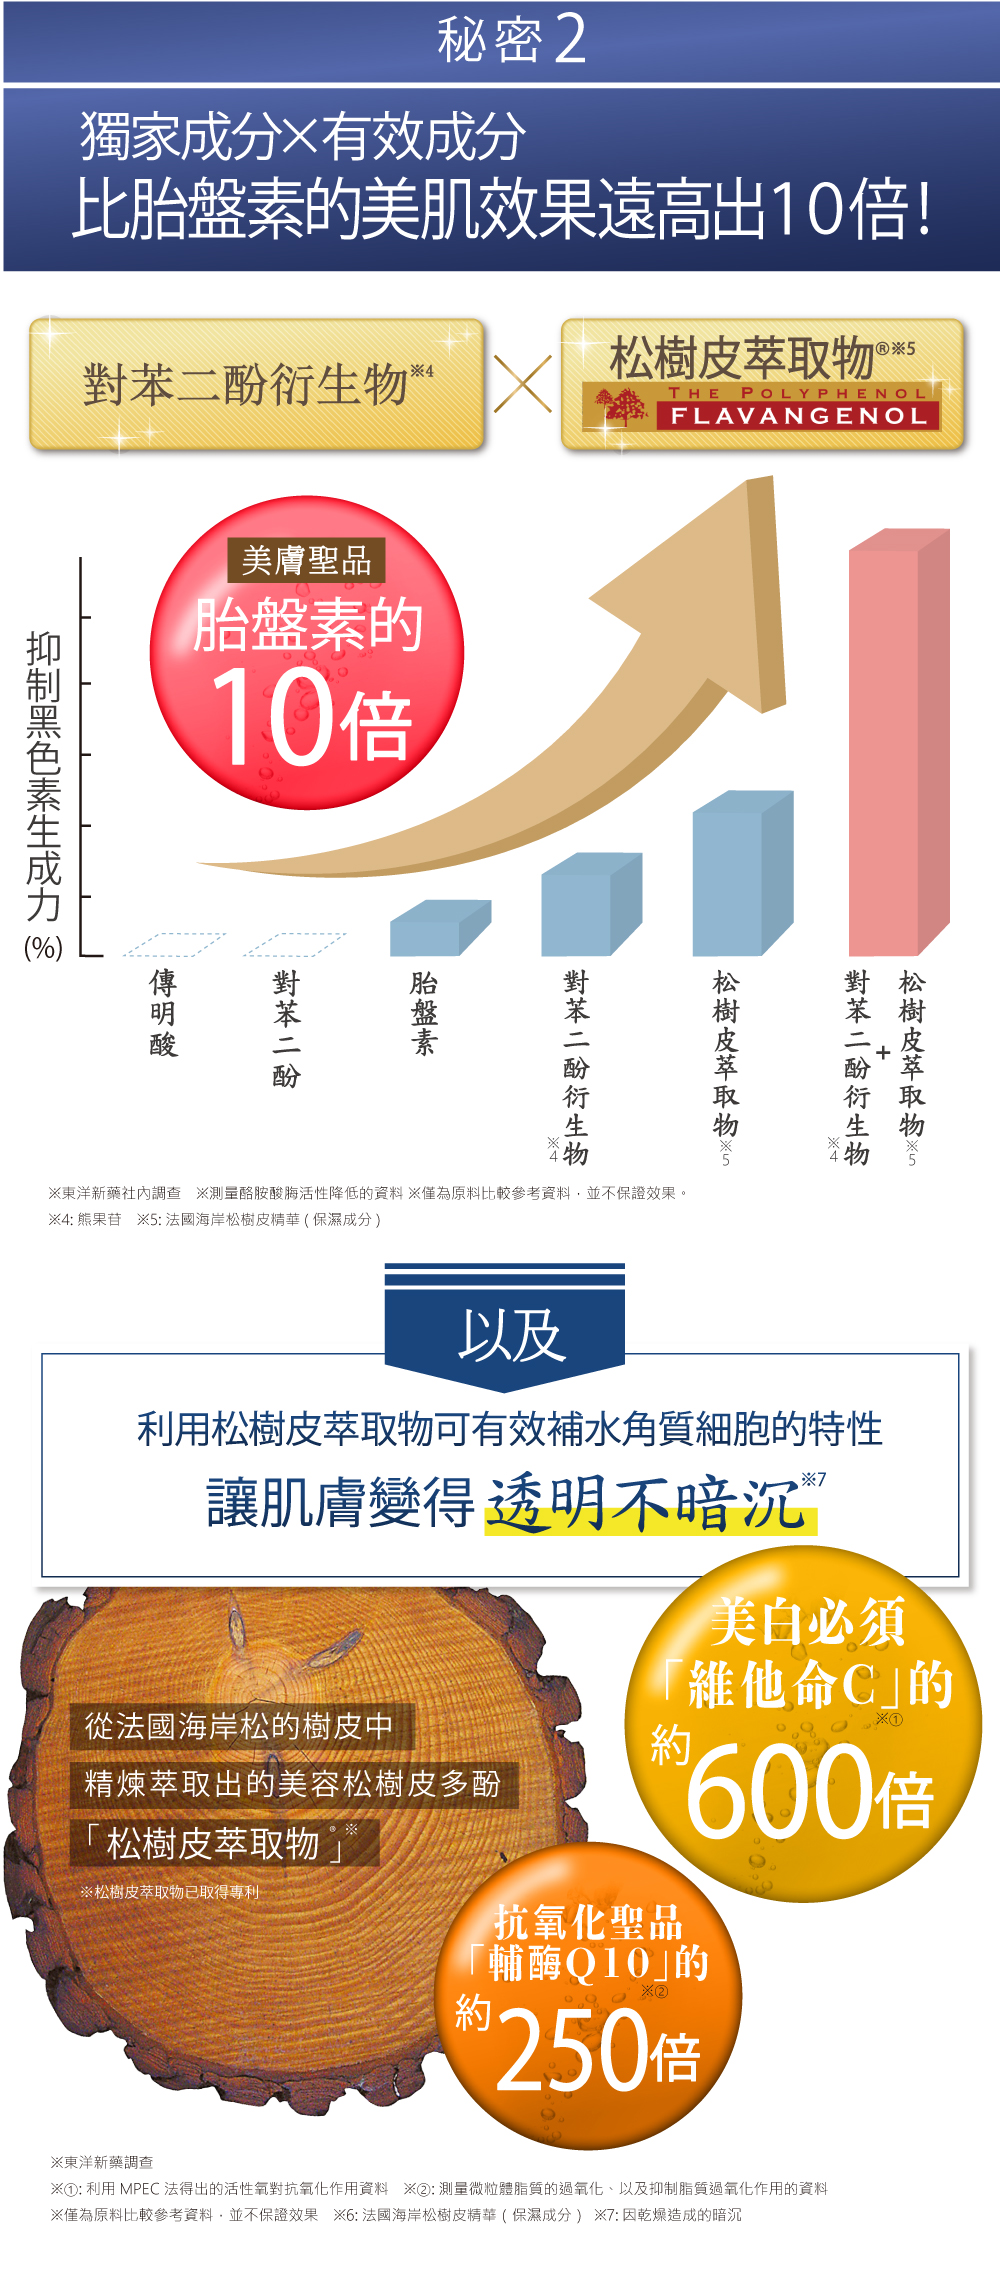 秘密2
獨家成分×有效成分
比胎盤素的美肌效果遠高出10倍!
對苯二酚衍生物※4
松樹皮萃取物®※5
THE POLYPHENOL
FLAVANGENOL
美膚聖品
胎盤素的
10倍
抑制黑色素生成力(%)
傳明酸
對苯二酚
胎盤素
對苯二酚衍生物※4
松樹皮萃取物※5
對苯二酚衍生物※4
+
松樹皮萃取物※5
※東洋新藥社內調查 ※測量酪胺酸脢活性降低的資料 ※僅為原料比較參考資料，並不保證效果。
※4: 熊果苷 ※5: 法國海岸松樹皮精華 ( 保濕成分 )
以及
利用松樹皮萃取物可有效補水角質細胞的特性
讓肌膚變得透明不暗沉※7
美白必須
「維他命C」的
※①
約600倍
從法國海岸松的樹皮中
精煉萃取出的美容松樹皮多酚
「松樹皮萃取物®」※
※松樹皮萃取物已取得專利
抗氧化聖品
「輔酶Q10」的
※②
約250倍
※東洋新藥調查
※①: 利用 MPEC 法得出的活性氧對抗氧化作用資料 ※②: 測量微粒體脂質的過氧化、以及抑制脂質過氧化作用的資料
※僅為原料比較參考資料，並不保證效果 ※6: 法國海岸松樹皮精華 ( 保濕成分 ) ※7: 因乾燥造成的暗沉